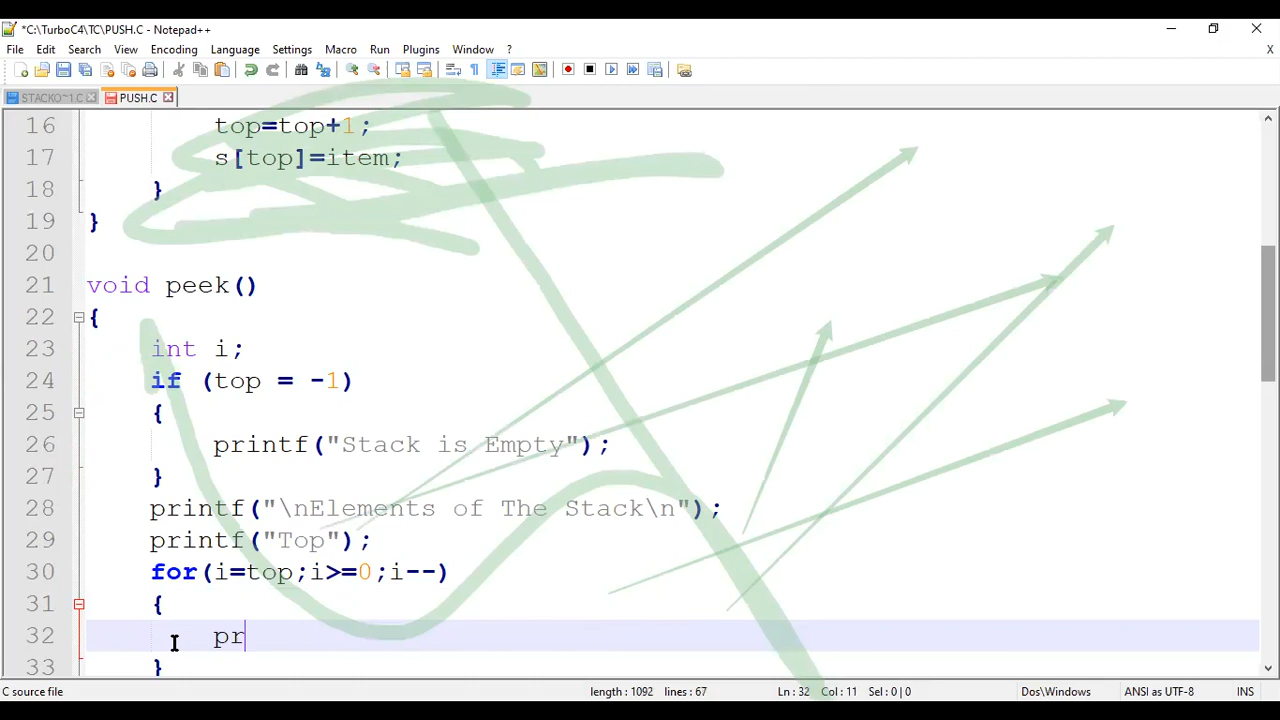 *C:\TurboC4\TC\PUSH.C - Notepad++
File Edit Search View Encoding Language Settings Macro Run Plugins Window ? X
STACKO~1.C PUSH.C
16 top=top+1;
17 s[top]=item;
18 }
19 }
20
21 void peek()
22 {
23 int i;
24 if (top = -1)
25 {
26 printf("Stack is Empty");
27 }
28 printf("\nElements of The Stack\n");
29 printf("Top");
30 for(i=top;i>=0;i--)
31 {
32 pr
33 }
C source file length : 1092 lines : 67 Ln : 32 Col : 11 Sel : 0 | 0 Dos\Windows ANSI as UTF-8 INS